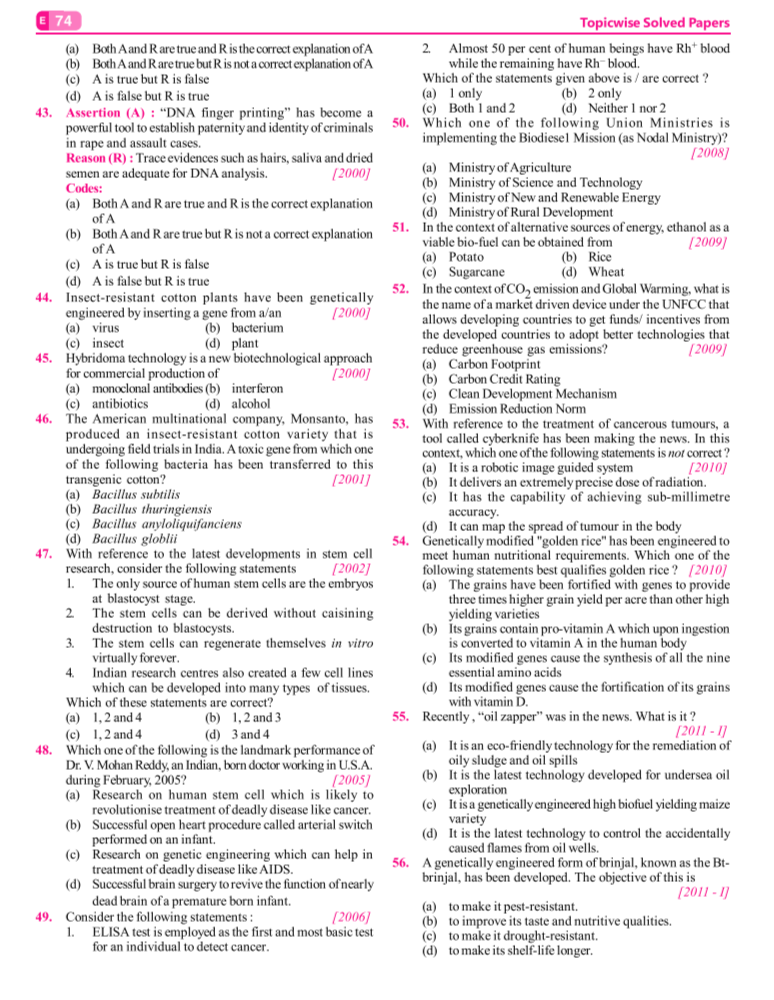 E 74
Topicwise Solved Papers
(a) Both A and R are true and R is the correct explanation of A
(b) Both A and R are true but R is not a correct explanation of A
(c) A is true but R is false
(d) A is false but R is true
43. Assertion (A) : “DNA finger printing” has become a
powerful tool to establish paternity and identity of criminals
in rape and assault cases.
Reason (R) : Trace evidences such as hairs, saliva and dried
semen are adequate for DNA analysis. [2000]
Codes:
(a) Both A and R are true and R is the correct explanation
of A
(b) Both A and R are true but R is not a correct explanation
of A
(c) A is true but R is false
(d) A is false but R is true
44. Insect-resistant cotton plants have been genetically
engineered by inserting a gene from a/an [2000]
(a) virus (b) bacterium
(c) insect (d) plant
45. Hybridoma technology is a new biotechnological approach
for commercial production of [2000]
(a) monoclonal antibodies (b) interferon
(c) antibiotics (d) alcohol
46. The American multinational company, Monsanto, has
produced an insect-resistant cotton variety that is
undergoing field trials in India. A toxic gene from which one
of the following bacteria has been transferred to this
transgenic cotton? [2001]
(a) Bacillus subtilis
(b) Bacillus thuringiensis
(c) Bacillus anyloliquifanciens
(d) Bacillus globlii
47. With reference to the latest developments in stem cell
research, consider the following statements [2002]
1. The only source of human stem cells are the embryos
at blastocyst stage.
2. The stem cells can be derived without caisining
destruction to blastocysts.
3. The stem cells can regenerate themselves in vitro
virtually forever.
4. Indian research centres also created a few cell lines
which can be developed into many types of tissues.
Which of these statements are correct?
(a) 1, 2 and 4 (b) 1, 2 and 3
(c) 1, 2 and 4 (d) 3 and 4
48. Which one of the following is the landmark performance of
Dr. V. Mohan Reddy, an Indian, born doctor working in U.S.A.
during February, 2005? [2005]
(a) Research on human stem cell which is likely to
revolutionise treatment of deadly disease like cancer.
(b) Successful open heart procedure called arterial switch
performed on an infant.
(c) Research on genetic engineering which can help in
treatment of deadly disease like AIDS.
(d) Successful brain surgery to revive the function of nearly
dead brain of a premature born infant.
49. Consider the following statements : [2006]
1. ELISA test is employed as the first and most basic test
for an individual to detect cancer.
2. Almost 50 per cent of human beings have Rh⁺ blood
while the remaining have Rh⁻ blood.
Which of the statements given above is / are correct ?
(a) 1 only (b) 2 only
(c) Both 1 and 2 (d) Neither 1 nor 2
50. Which one of the following Union Ministries is
implementing the Biodiesel Mission (as Nodal Ministry)?
[2008]
(a) Ministry of Agriculture
(b) Ministry of Science and Technology
(c) Ministry of New and Renewable Energy
(d) Ministry of Rural Development
51. In the context of alternative sources of energy, ethanol as a
viable bio-fuel can be obtained from [2009]
(a) Potato (b) Rice
(c) Sugarcane (d) Wheat
52. In the context of CO₂ emission and Global Warming, what is
the name of a market driven device under the UNFCC that
allows developing countries to get funds/ incentives from
the developed countries to adopt better technologies that
reduce greenhouse gas emissions? [2009]
(a) Carbon Footprint
(b) Carbon Credit Rating
(c) Clean Development Mechanism
(d) Emission Reduction Norm
53. With reference to the treatment of cancerous tumours, a
tool called cyberknife has been making the news. In this
context, which one of the following statements is not correct ?
(a) It is a robotic image guided system [2010]
(b) It delivers an extremely precise dose of radiation.
(c) It has the capability of achieving sub-millimetre
accuracy.
(d) It can map the spread of tumour in the body
54. Genetically modified "golden rice" has been engineered to
meet human nutritional requirements. Which one of the
following statements best qualifies golden rice ? [2010]
(a) The grains have been fortified with genes to provide
three times higher grain yield per acre than other high
yielding varieties
(b) Its grains contain pro-vitamin A which upon ingestion
is converted to vitamin A in the human body
(c) Its modified genes cause the synthesis of all the nine
essential amino acids
(d) Its modified genes cause the fortification of its grains
with vitamin D.
55. Recently , “oil zapper” was in the news. What is it ?
[2011 - I]
(a) It is an eco-friendly technology for the remediation of
oily sludge and oil spills
(b) It is the latest technology developed for undersea oil
exploration
(c) It is a genetically engineered high biofuel yielding maize
variety
(d) It is the latest technology to control the accidentally
caused flames from oil wells.
56. A genetically engineered form of brinjal, known as the Bt-
brinjal, has been developed. The objective of this is
[2011 - I]
(a) to make it pest-resistant.
(b) to improve its taste and nutritive qualities.
(c) to make it drought-resistant.
(d) to make its shelf-life longer.